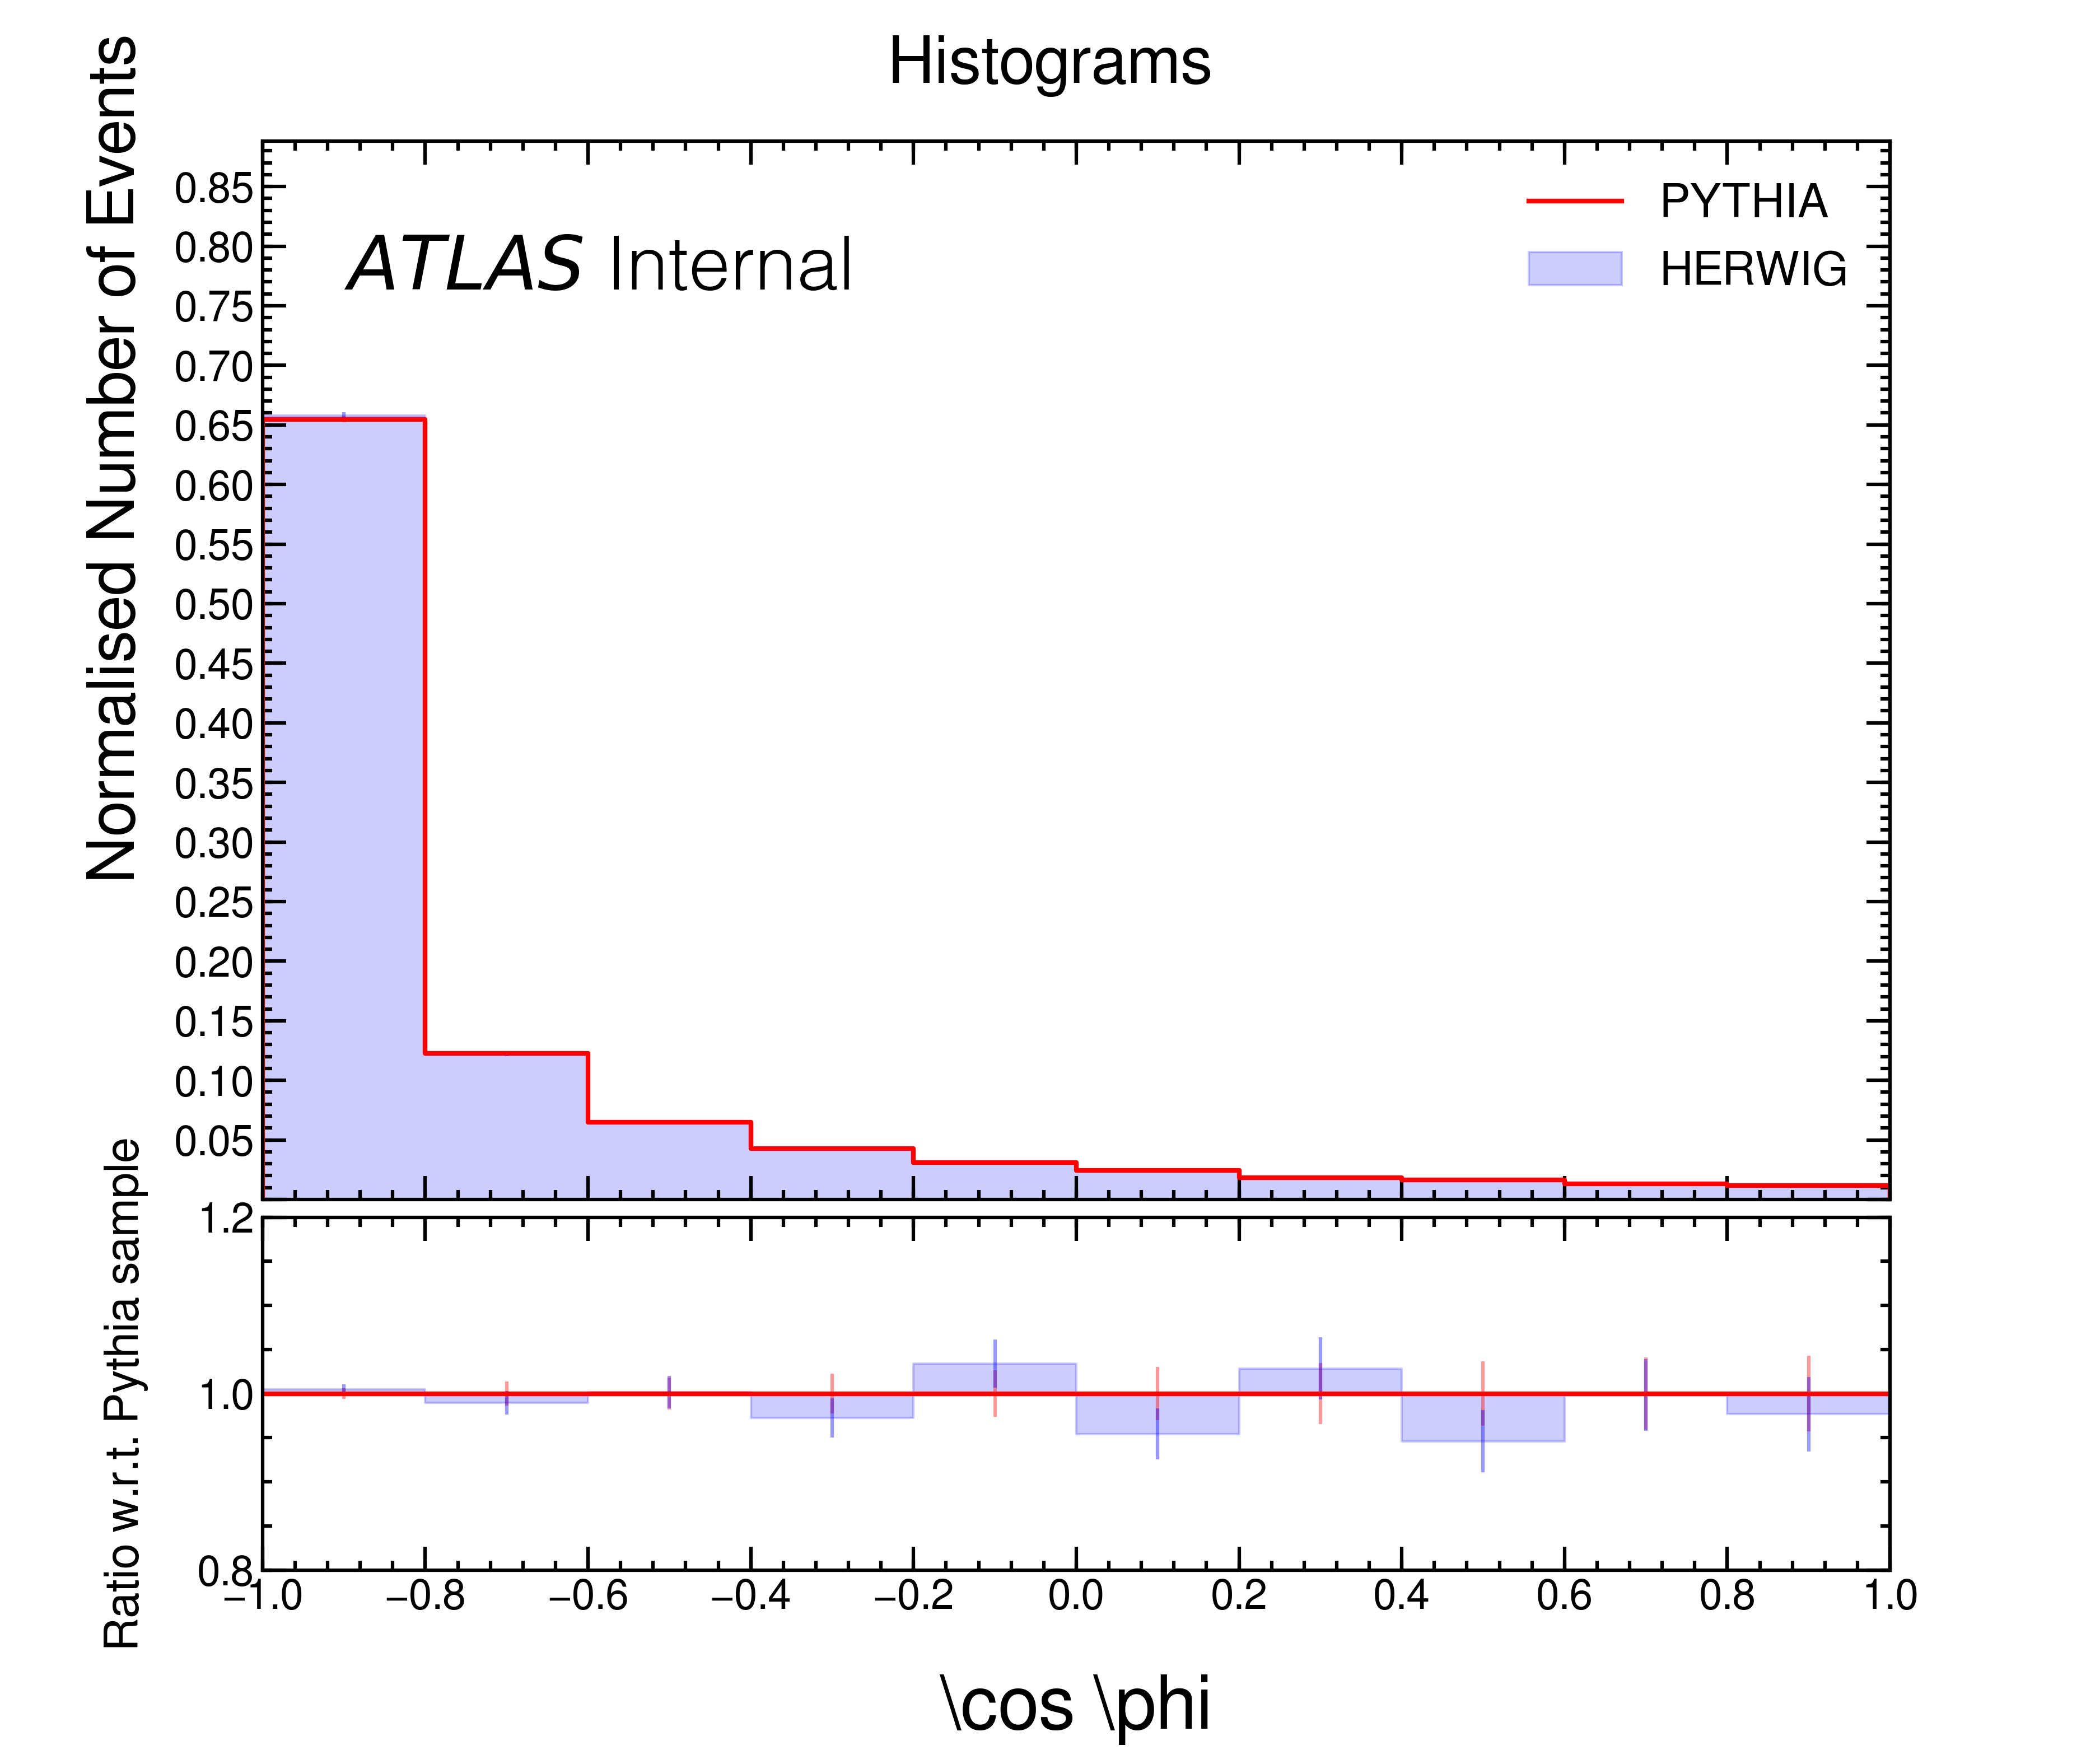 Histograms
Normalised Number of Events
0.85
0.80
0.75
0.70
0.65
0.60
0.55
0.50
0.45
0.40
0.35
0.30
0.25
0.20
0.15
0.10
0.05
ATLAS Internal
PYTHIA
HERWIG
Ratio w.r.t. Pythia sample
1.2
1.0
0.8
−1.0 −0.8 −0.6 −0.4 −0.2 0.0 0.2 0.4 0.6 0.8 1.0
\cos \phi